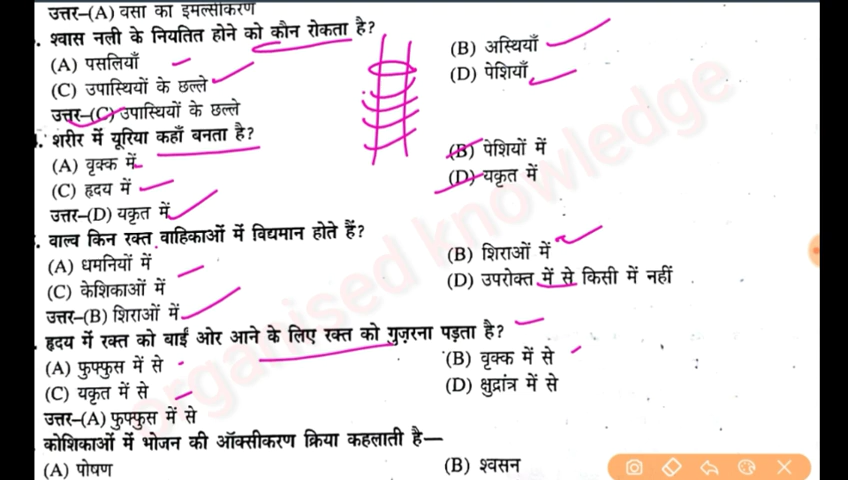 उत्तर–(A) वसा का इमल्सीकरण
. श्वास नली के नियतित होने को कौन रोकता है?
(A) पसलियाँ (B) अस्थियाँ
(C) उपास्थियों के छल्ले (D) पेशियाँ
उत्तर–(C) उपास्थियों के छल्ले
. शरीर में यूरिया कहाँ बनता है?
(A) वृक्क में (B) पेशियों में
(C) हृदय में (D) यकृत में
उत्तर–(D) यकृत में
. वाल्व किन रक्त वाहिकाओं में विद्यमान होते हैं?
(A) धमनियों में (B) शिराओं में
(C) केशिकाओं में (D) उपरोक्त में से किसी में नहीं
उत्तर–(B) शिराओं में
. हृदय में रक्त को बाईं ओर आने के लिए रक्त को गुज़रना पड़ता है?
(A) फुफ्फुस में से (B) वृक्क में से
(C) यकृत में से (D) क्षुद्रांत्र में से
उत्तर–(A) फुफ्फुस में से
कोशिकाओं में भोजन की ऑक्सीकरण क्रिया कहलाती है—
(A) पोषण (B) श्वसन
organised knowledge